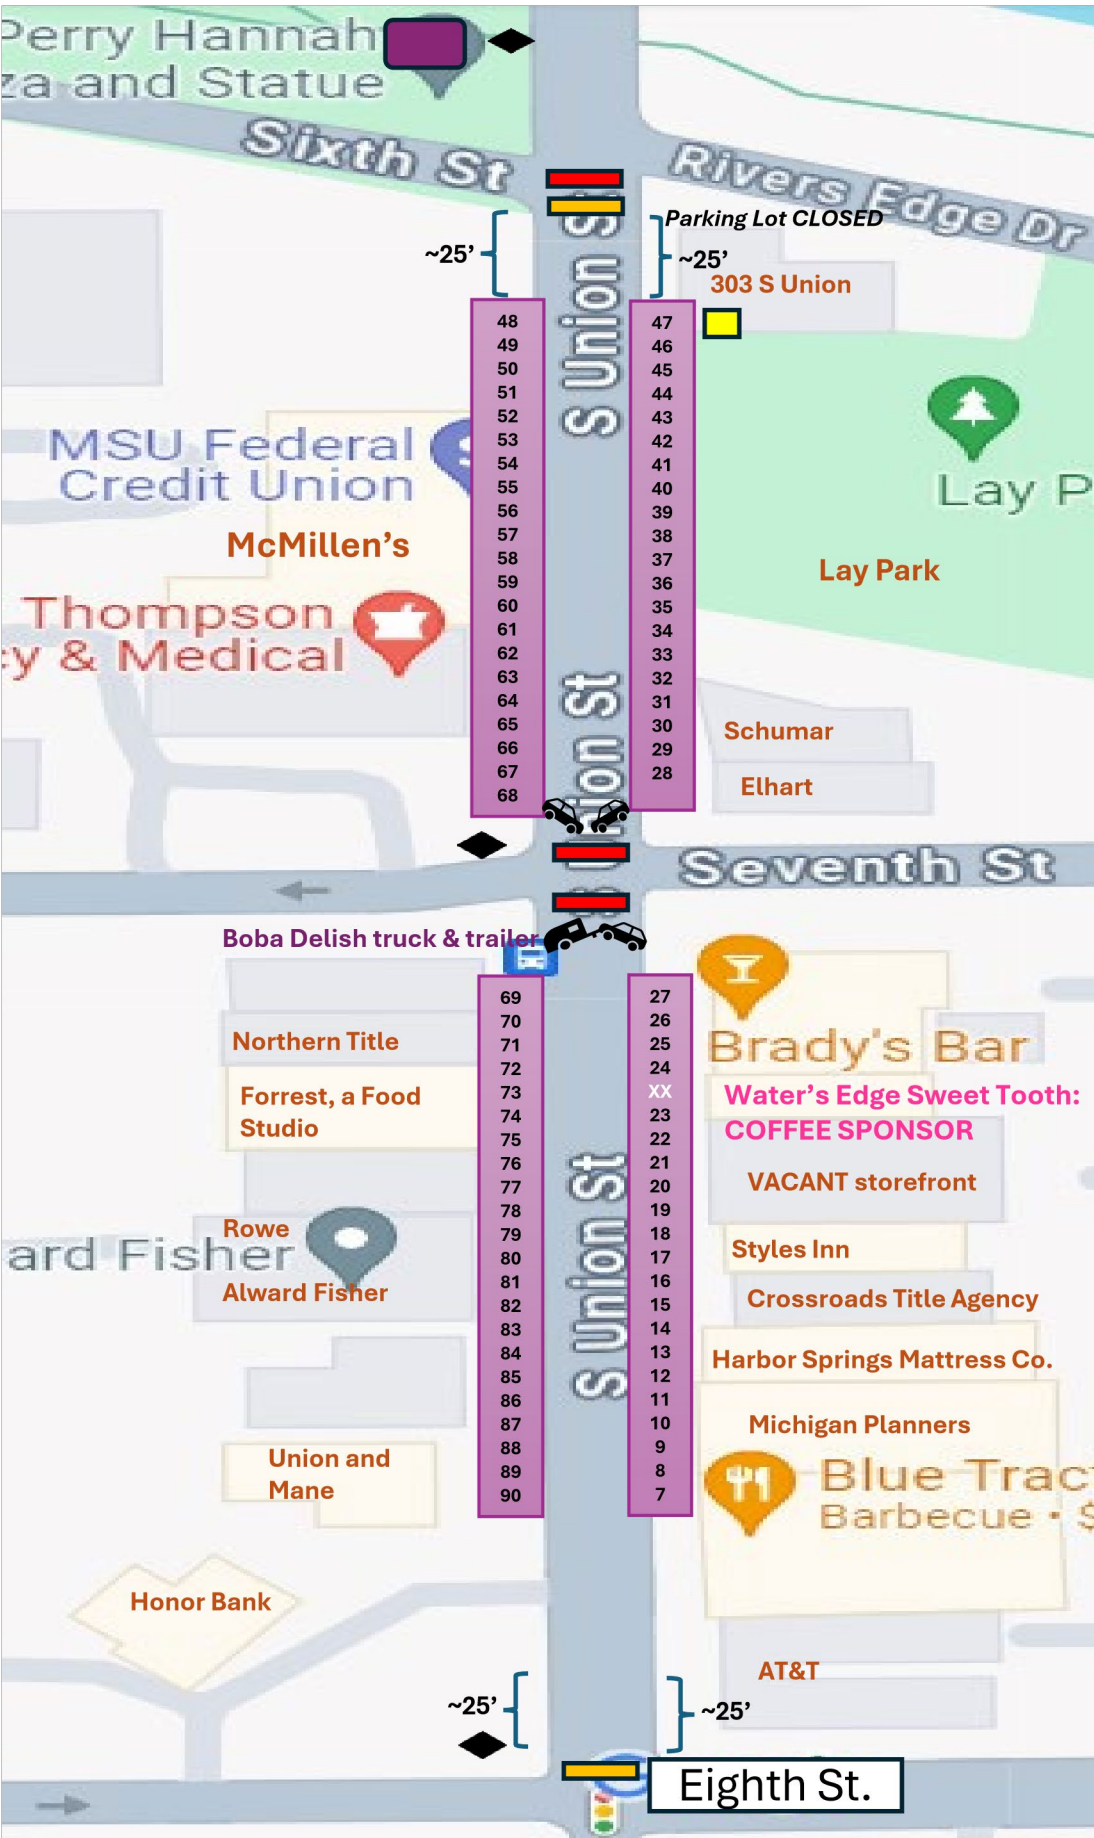 Perry Hannah
za and Statue
Sixth St
Rivers Edge Dr
Parking Lot CLOSED
~25’
~25’
303 S Union
S Union St
48
49
50
51
52
53
54
55
56
57
58
59
60
61
62
63
64
65
66
67
68
47
46
45
44
43
42
41
40
39
38
37
36
35
34
33
32
31
30
29
28
MSU Federal
Credit Union
McMillen’s
Thompson
cy & Medical
Lay P
Lay Park
Schumar
Elhart
S Union St
Seventh St
Boba Delish truck & trailer
69
70
71
72
73
74
75
76
77
78
79
80
81
82
83
84
85
86
87
88
89
90
27
26
25
24
XX
23
22
21
20
19
18
17
16
15
14
13
12
11
10
9
8
7
Northern Title
Forrest, a Food
Studio
Rowe
ard Fisher
Alward Fisher
Union and
Mane
Honor Bank
S Union St
Brady's Bar
Water’s Edge Sweet Tooth:
COFFEE SPONSOR
VACANT storefront
Styles Inn
Crossroads Title Agency
Harbor Springs Mattress Co.
Michigan Planners
Blue Trac
Barbecue • $
AT&T
~25’
~25’
Eighth St.